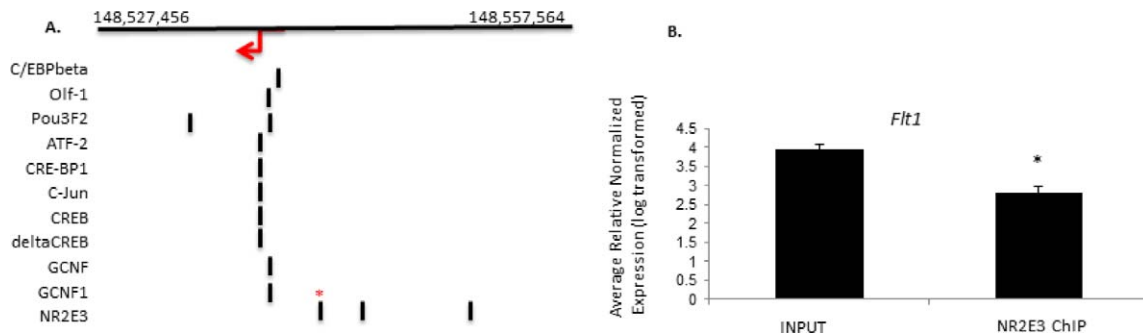 A.
148,527,456
148,557,564
C/EBPbeta
Olf-1
Pou3F2
ATF-2
CRE-BP1
C-Jun
CREB
deltaCREB
GCNF
GCNF1
*
NR2E3
B.
Flt1
Average Relative Normalized
Expression (log transformed)
4.5
4
3.5
3
2.5
2
1.5
1
0.5
0
*
INPUT
NR2E3 ChIP